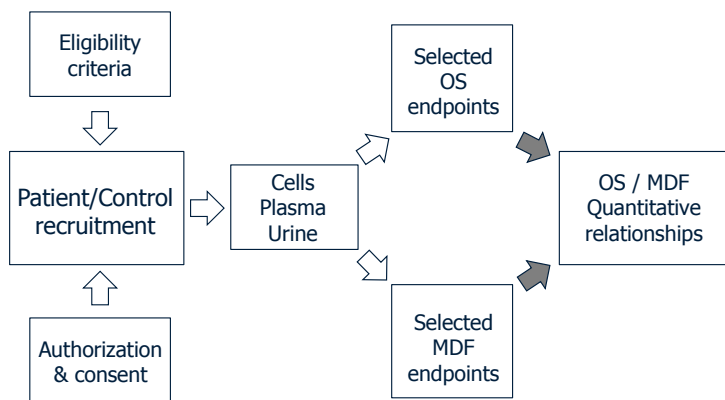 Eligibility
criteria
Patient/Control
recruitment
Authorization
& consent
Cells
Plasma
Urine
Selected
OS
endpoints
Selected
MDF
endpoints
OS / MDF
Quantitative
relationships